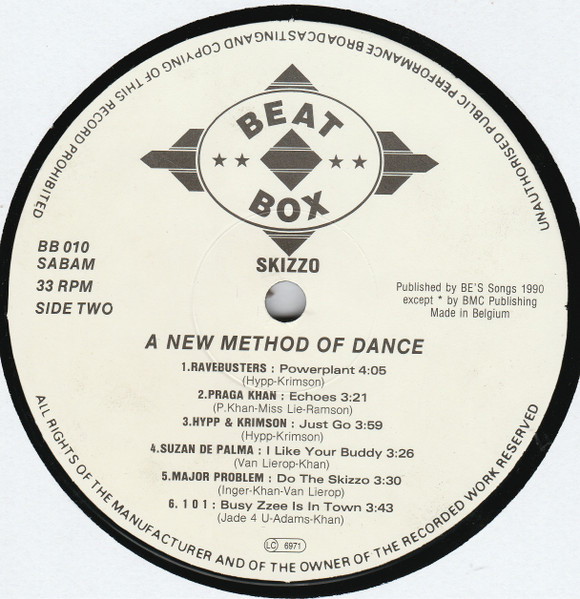 UNAUTHORISED PUBLIC PERFORMANCE BROADCASTING AND COPYING OF THIS RECORD PROHIBITED
BEAT
BOX
SKIZZO
BB 010
SABAM
33 RPM
SIDE TWO
Published by BE'S Songs 1990
except * by BMC Publishing
Made in Belgium
A NEW METHOD OF DANCE
1.RAVEBUSTERS : Powerplant 4:05
(Hypp-Krimson)
2.PRAGA KHAN : Echoes 3:21
(P.Khan-Miss Lie-Ramson)
3.HYPP & KRIMSON : Just Go 3:59
(Hypp-Krimson)
4.SUZAN DE PALMA : I Like Your Buddy 3:26
(Van Lierop-Khan)
5.MAJOR PROBLEM : Do The Skizzo 3:30
(Inger-Khan-Van Lierop)
6. 1 0 1 : Busy Zzee Is In Town 3:43
(Jade 4 U-Adams-Khan)
LC 6971
ALL RIGHTS OF THE MANUFACTURER AND OF THE OWNER OF THE RECORDED WORK RESERVED